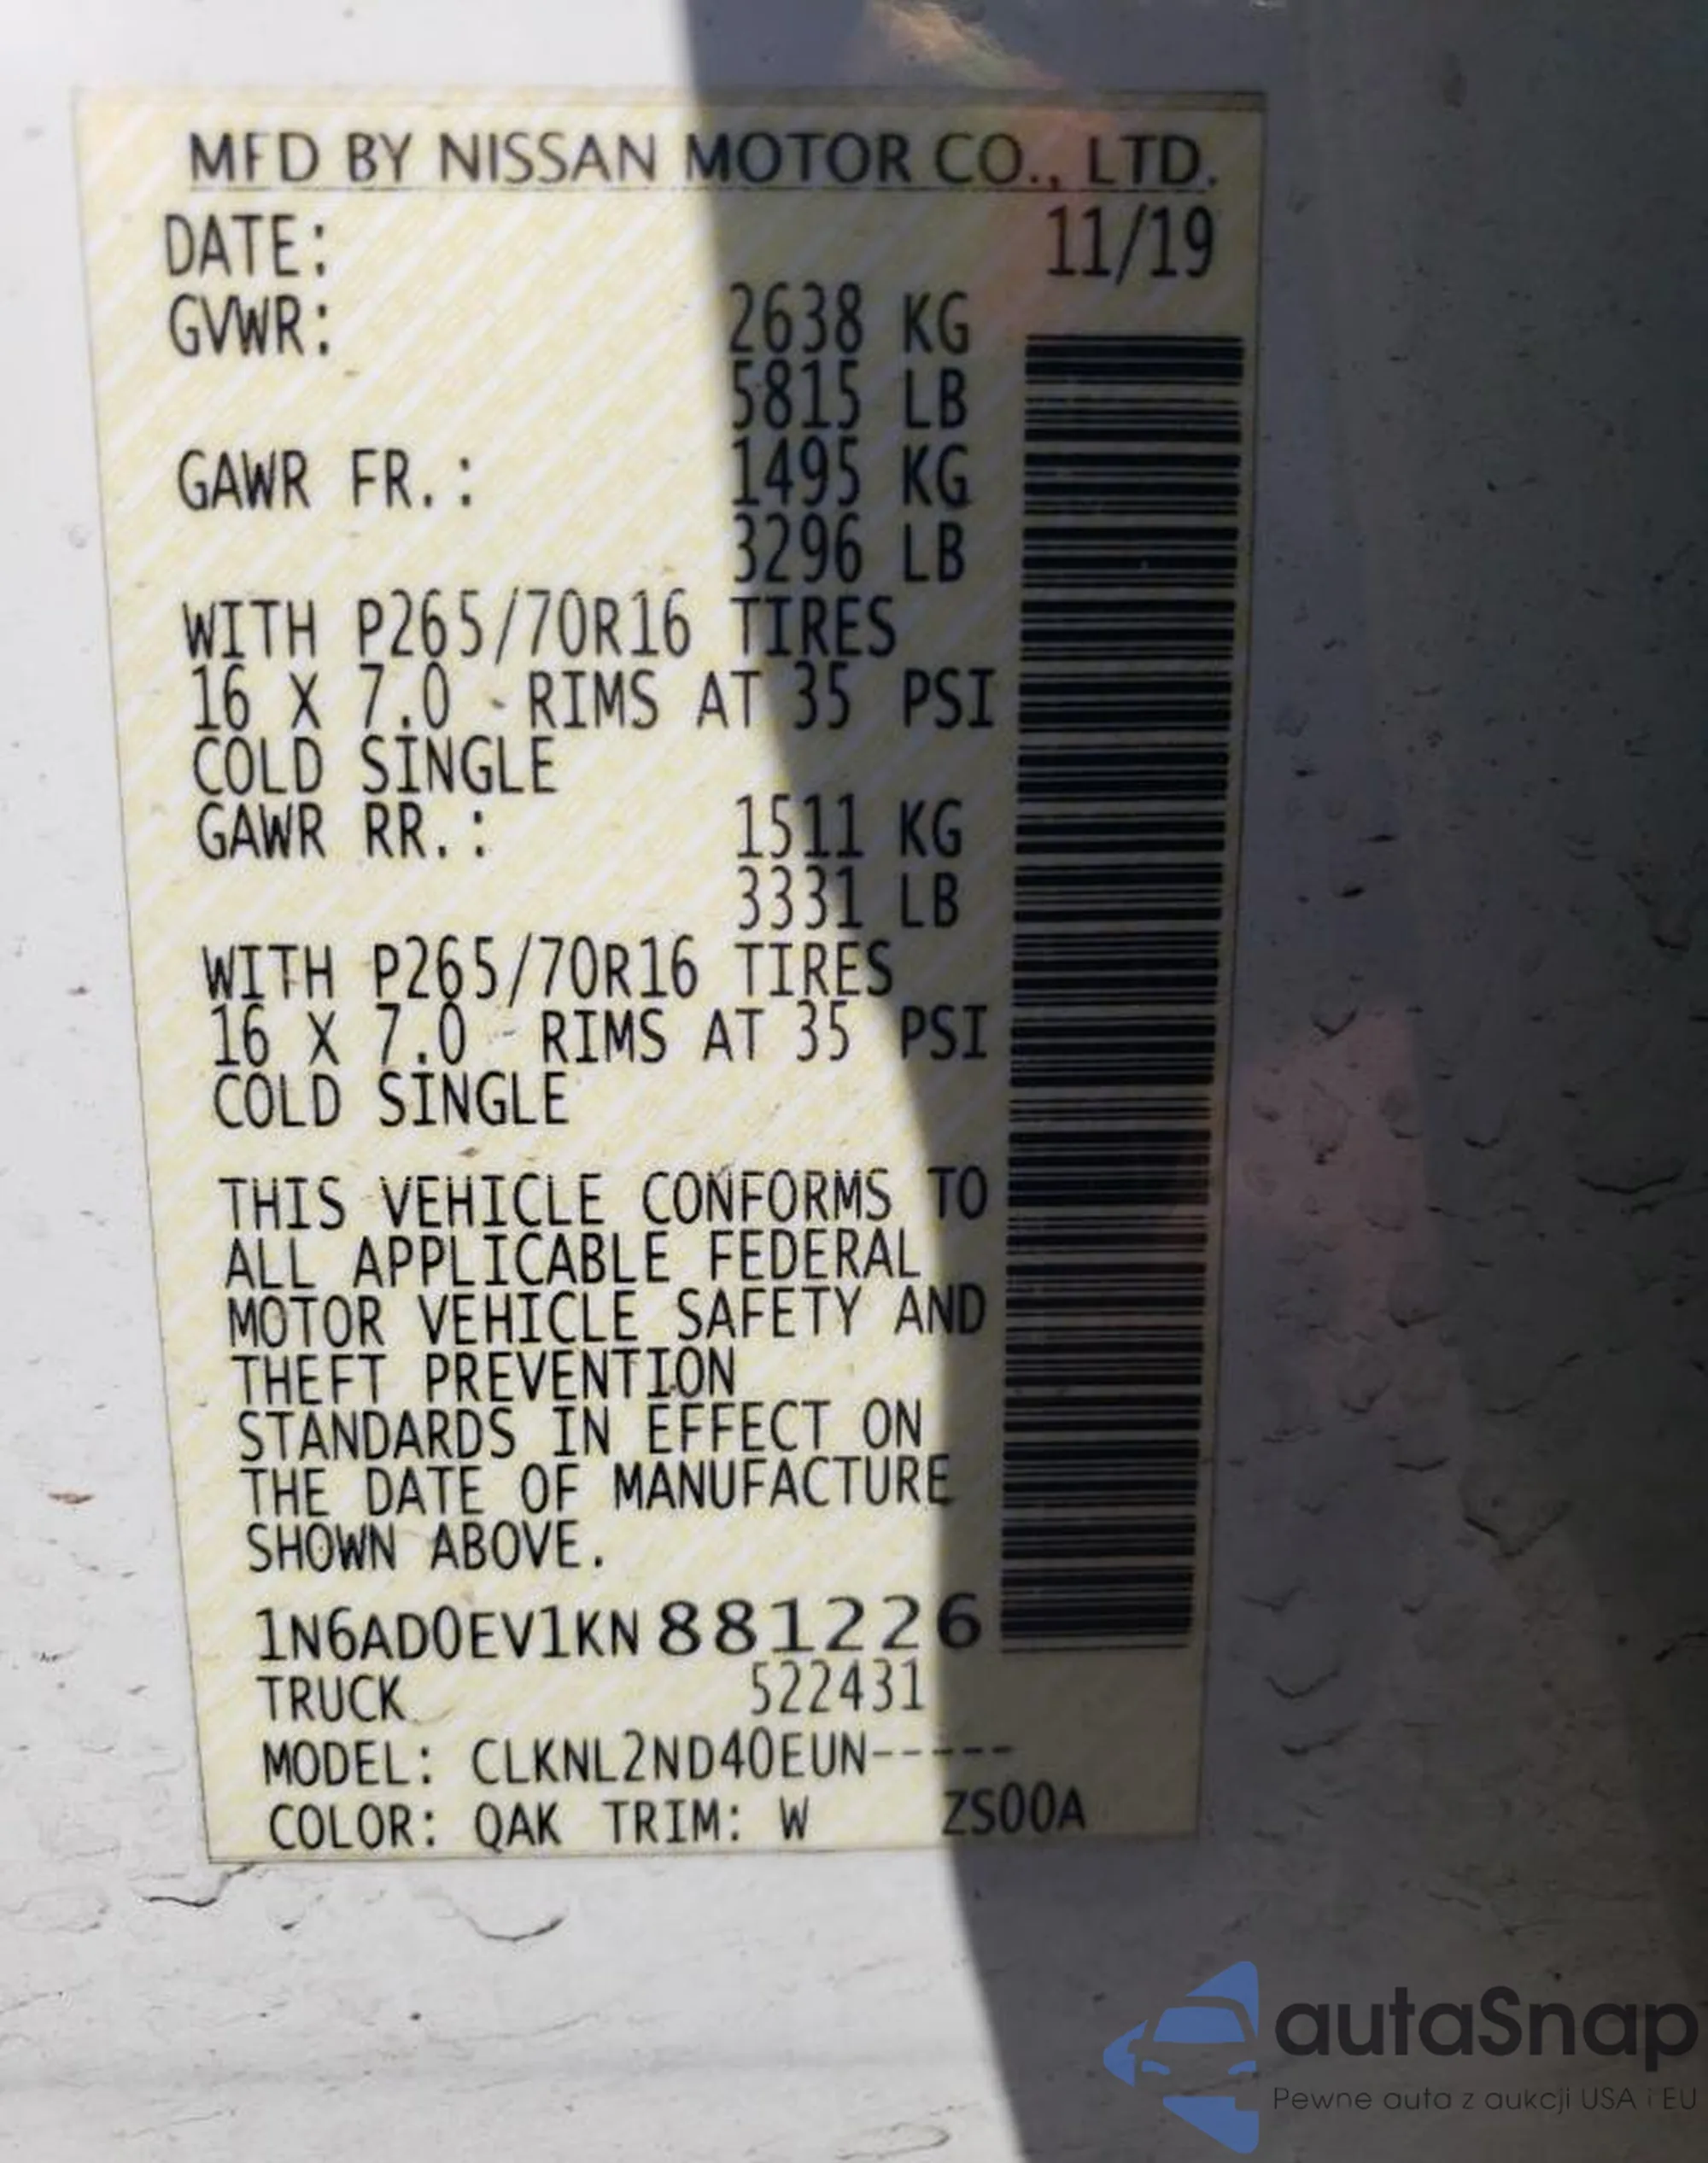 MFD BY NISSAN MOTOR CO., LTD.
DATE: 11/19
GVWR: 2638 KG
5815 LB
GAWR FR.: 1495 KG
3296 LB
WITH P265/70R16 TIRES
16 X 7.0 RIMS AT 35 PSI
COLD SINGLE
GAWR RR.: 1511 KG
3331 LB
WITH P265/70R16 TIRES
16 X 7.0 RIMS AT 35 PSI
COLD SINGLE
THIS VEHICLE CONFORMS TO
ALL APPLICABLE FEDERAL
MOTOR VEHICLE SAFETY AND
THEFT PREVENTION
STANDARDS IN EFFECT ON
THE DATE OF MANUFACTURE
SHOWN ABOVE.
1N6AD0EV1KN881226
TRUCK 522431
MODEL: CLKNL2ND40EUN-----
COLOR: QAK TRIM: W ZS00A
autaSnap
Pewne auta z aukcji USA i EU